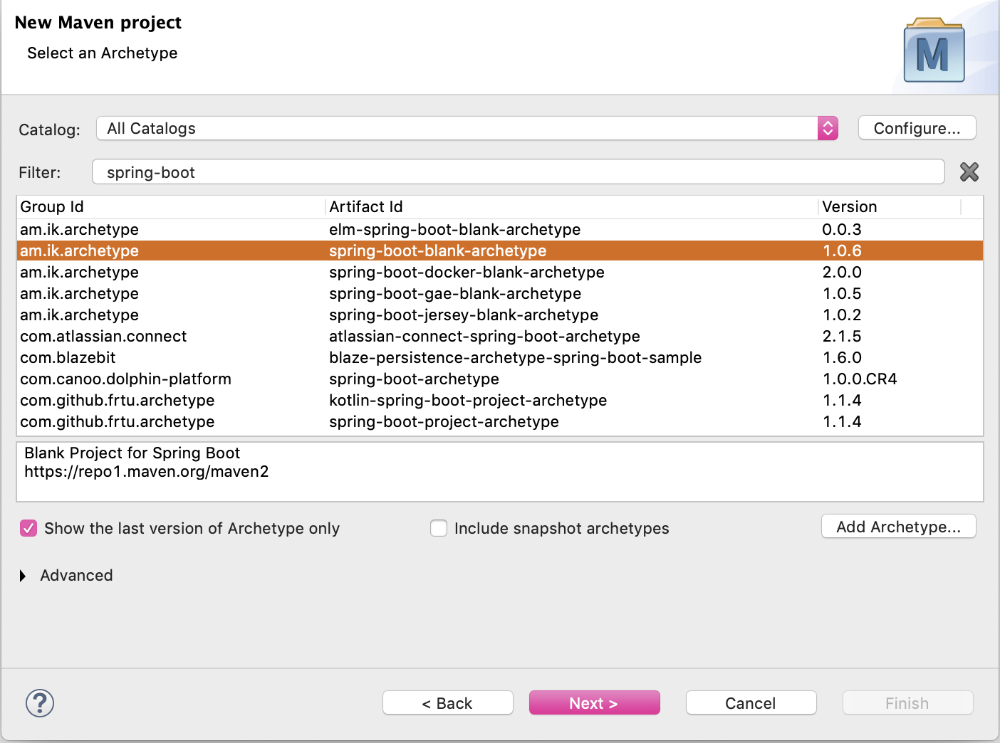 New Maven project
Select an Archetype
M
Catalog: All Catalogs Configure...
Filter: spring-boot
Group Id Artifact Id Version
am.ik.archetype elm-spring-boot-blank-archetype 0.0.3
am.ik.archetype spring-boot-blank-archetype 1.0.6
am.ik.archetype spring-boot-docker-blank-archetype 2.0.0
am.ik.archetype spring-boot-gae-blank-archetype 1.0.5
am.ik.archetype spring-boot-jersey-blank-archetype 1.0.2
com.atlassian.connect atlassian-connect-spring-boot-archetype 2.1.5
com.blazebit blaze-persistence-archetype-spring-boot-sample 1.6.0
com.canoo.dolphin-platform spring-boot-archetype 1.0.0.CR4
com.github.frtu.archetype kotlin-spring-boot-project-archetype 1.1.4
com.github.frtu.archetype spring-boot-project-archetype 1.1.4
Blank Project for Spring Boot
https://repo1.maven.org/maven2
Show the last version of Archetype only Include snapshot archetypes Add Archetype...
Advanced
? < Back Next > Cancel Finish